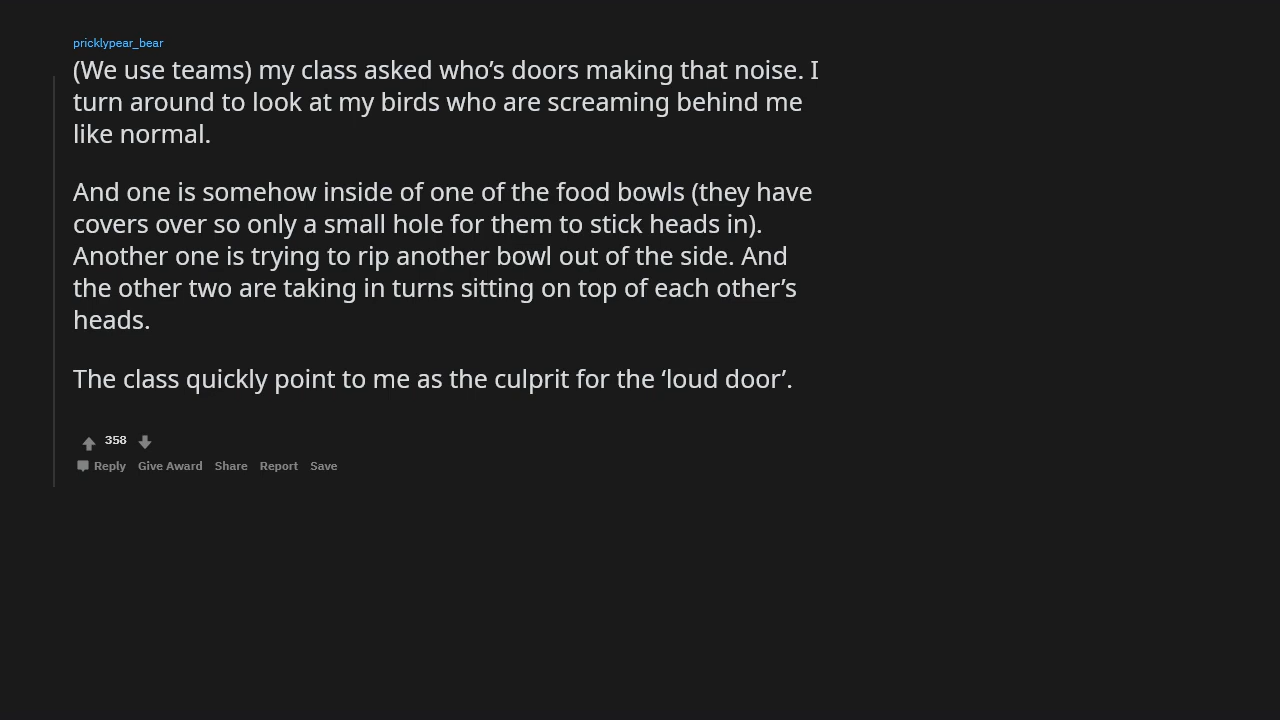 pricklypear_bear
(We use teams) my class asked who’s doors making that noise. I
turn around to look at my birds who are screaming behind me
like normal.
And one is somehow inside of one of the food bowls (they have
covers over so only a small hole for them to stick heads in).
Another one is trying to rip another bowl out of the side. And
the other two are taking in turns sitting on top of each other’s
heads.
The class quickly point to me as the culprit for the ‘loud door’.
358
Reply Give Award Share Report Save